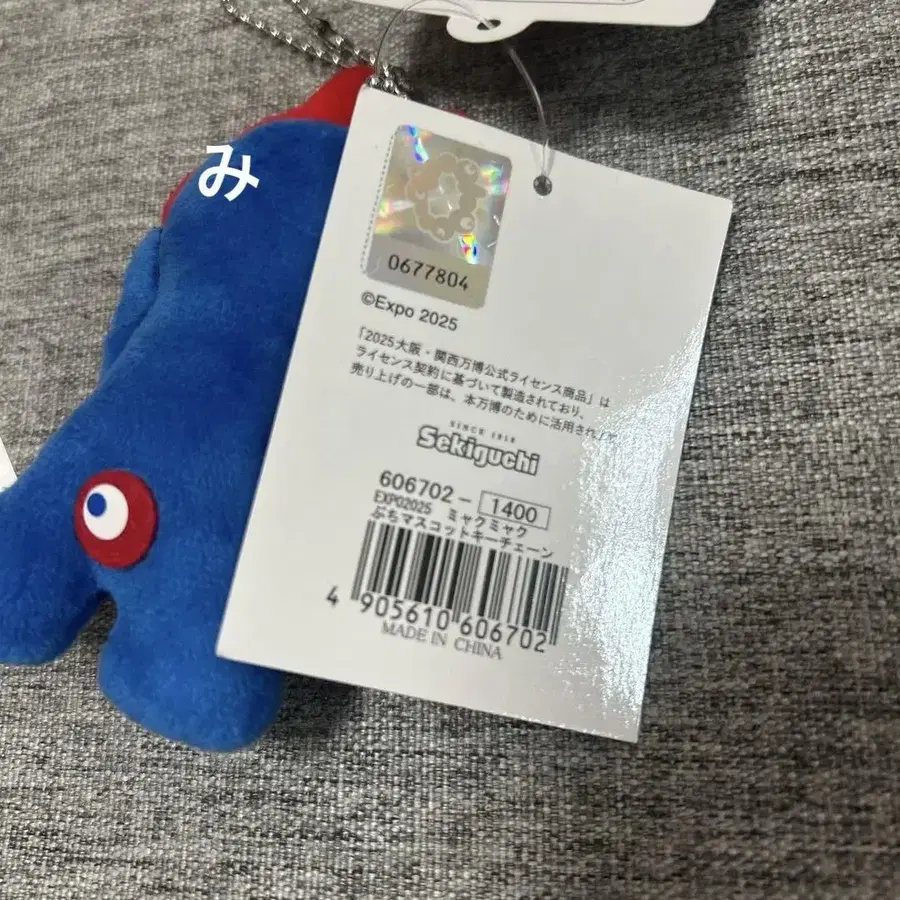 み
0677804
©Expo 2025
「2025大阪・関西万博公式ライセンス商品」は
ライセンス契約に基づいて製造されており、
売り上げの一部は、本万博のために活用され
SINCE 1918
Sekiguchi
606702- 1400
EXPO2025 ミャクミャク
ぷちマスコットキーチェーン
4 905610 606702
MADE IN CHINA